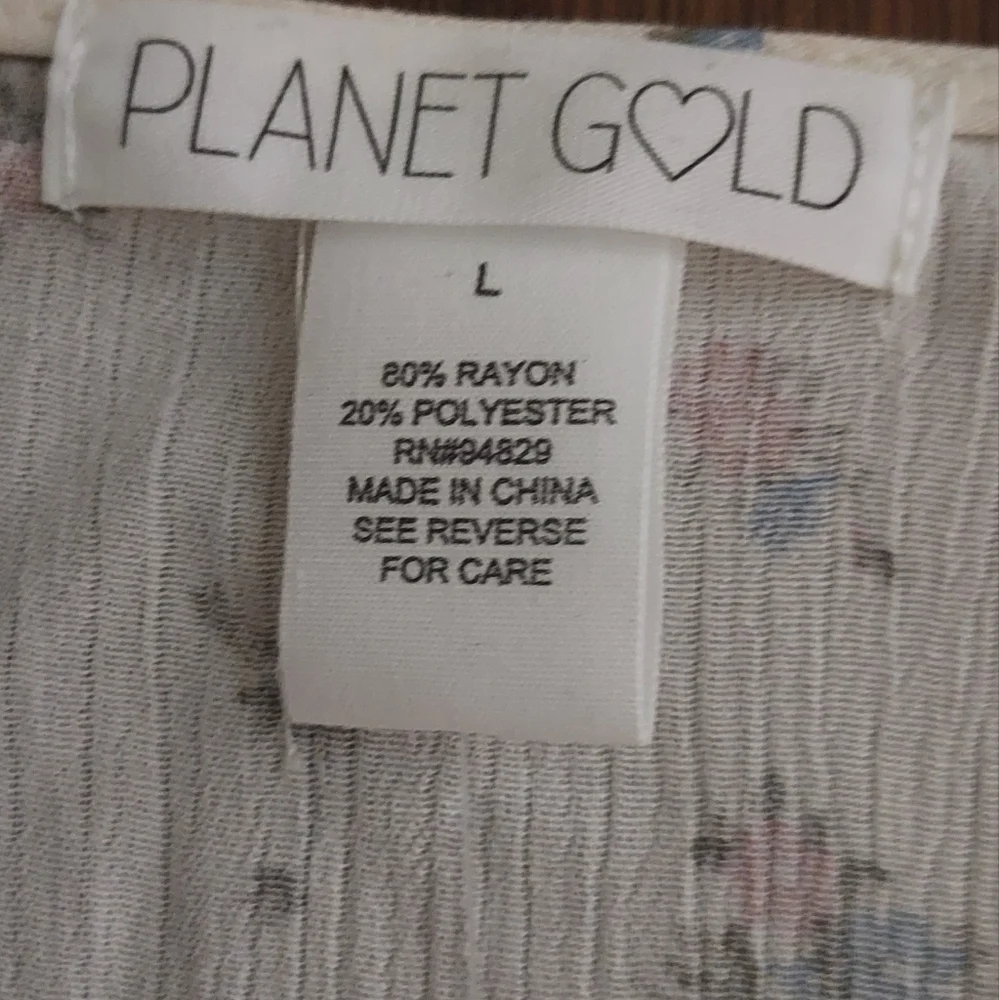 PLANET GOLD
L
80% RAYON
20% POLYESTER
RN#94829
MADE IN CHINA
SEE REVERSE
FOR CARE